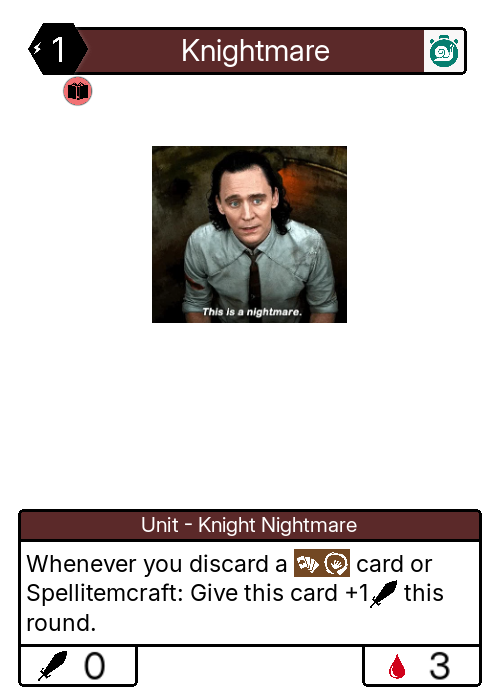 1
Knightmare
This is a nightmare.
Unit - Knight Nightmare
Whenever you discard a card or
Spellitemcraft: Give this card +1 this
round.
0
3